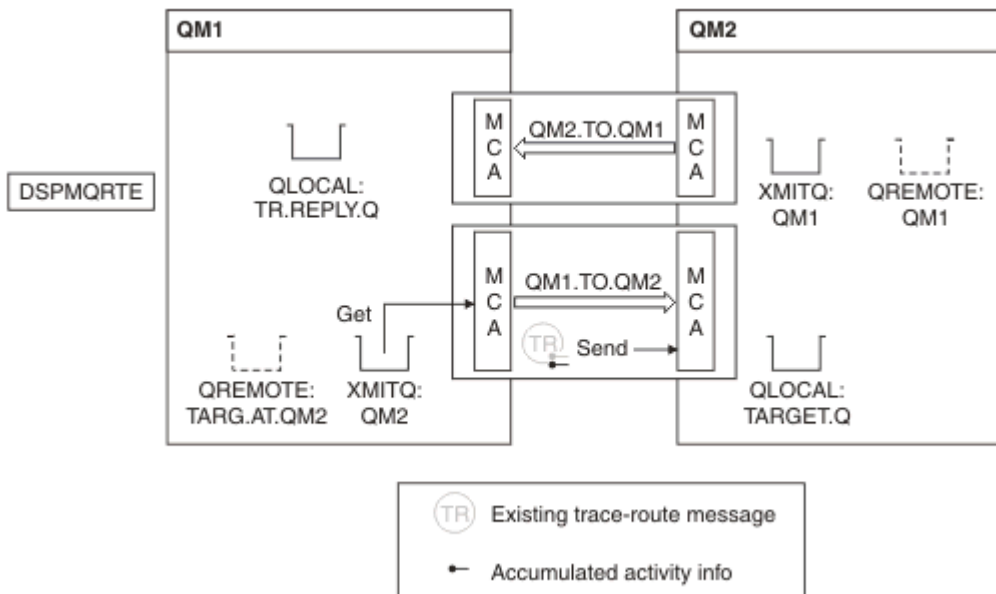 QM1
QM2
M
C
A
QM2.TO.QM1
M
C
A
DSPMQRTE
QLOCAL:
TR.REPLY.Q
XMITQ:
QM1
QREMOTE:
QM1
M
C
A
QM1.TO.QM2
M
C
A
Get
TR
Send
QREMOTE:
TARG.AT.QM2
XMITQ:
QM2
QLOCAL:
TARGET.Q
TR
Existing trace-route message
Accumulated activity info